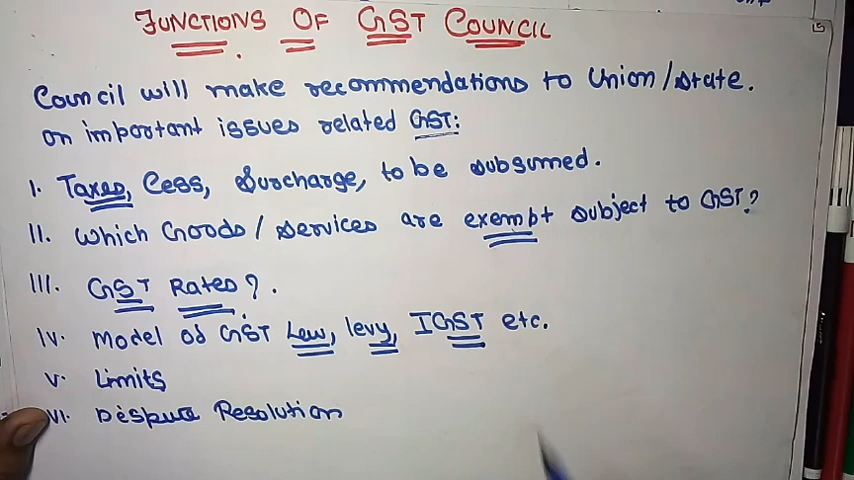 FUNCTIONS OF GST COUNCIL
Council will make recommendations to Union/state.
on important issues related GST:
I. Taxes, Cess, Surcharge, to be subsumed.
II. Which Goods/services are exempt subject to GST?
III. GST Rates?.
IV. Model of GST Law, levy, IGST etc.
V. Limits
VI. Dispute Resolution